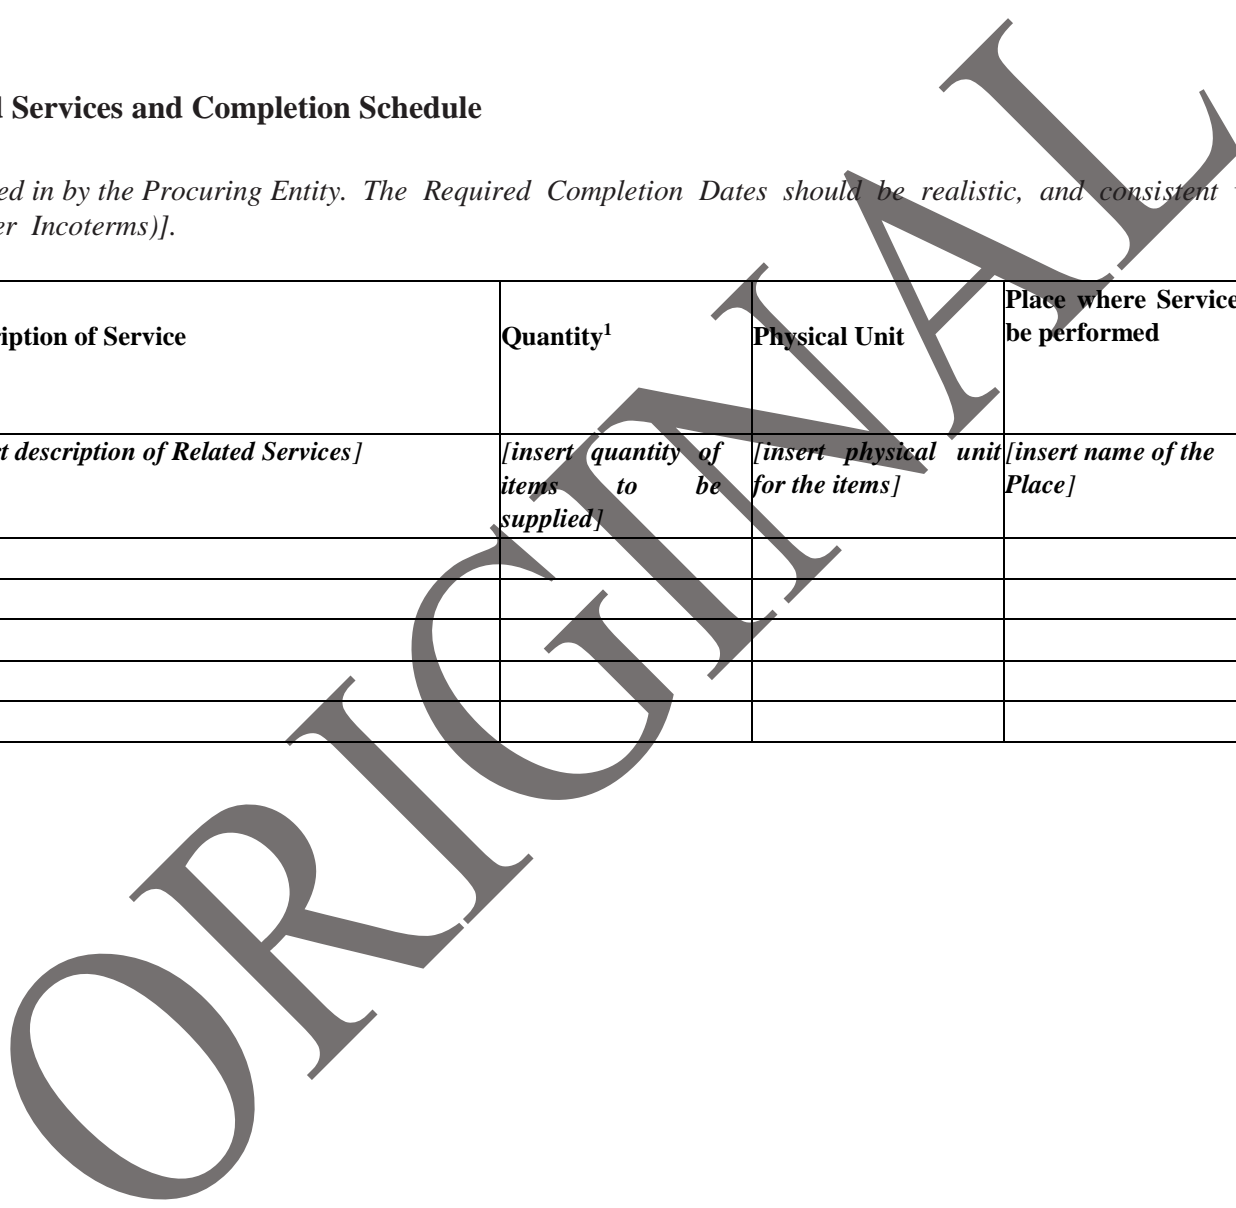 l Services and Completion Schedule
ed in by the Procuring Entity. The Required Completion Dates should be realistic, and consistent
er Incoterms)].
iption of Service
Quantity¹
Physical Unit
Place where Service
be performed
t description of Related Services]
[insert quantity of
items to be
supplied]
[insert physical unit
for the items]
[insert name of the
Place]
ORIGINAL